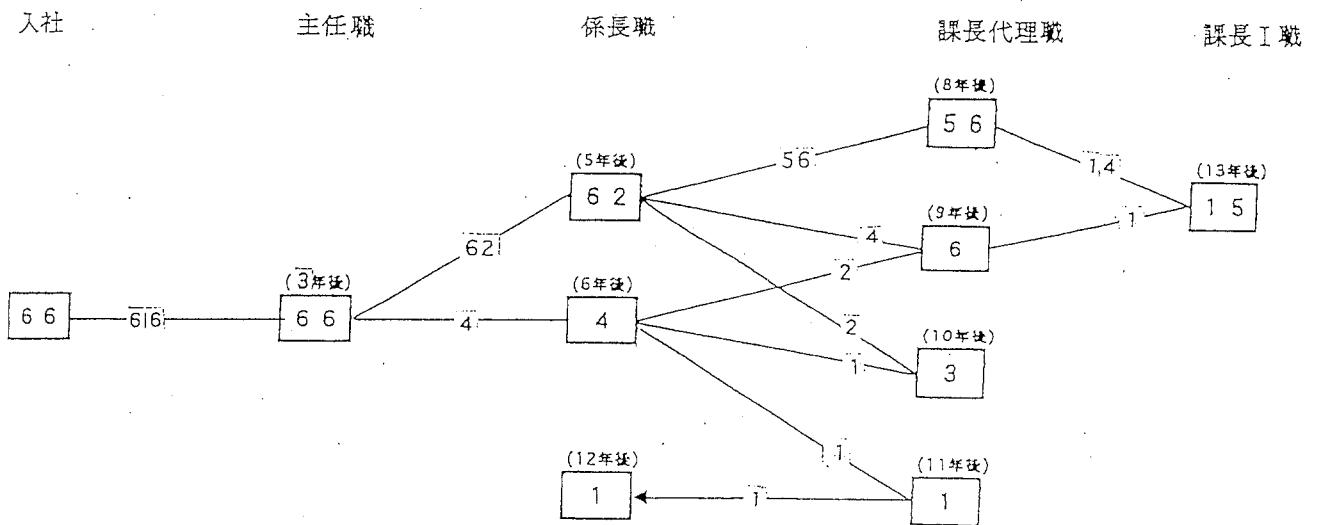 入社 主任職 係長職 課長代理職 課長Ⅰ職
(8年後)
56
56 14
(5年後) (13年後)
62 15
(9年後)
4 6 1
62
2
(3年後) (6年後)
66 66 66 4 4
2
(10年後)
1 3
1
(12年後) (11年後)
1 1 1